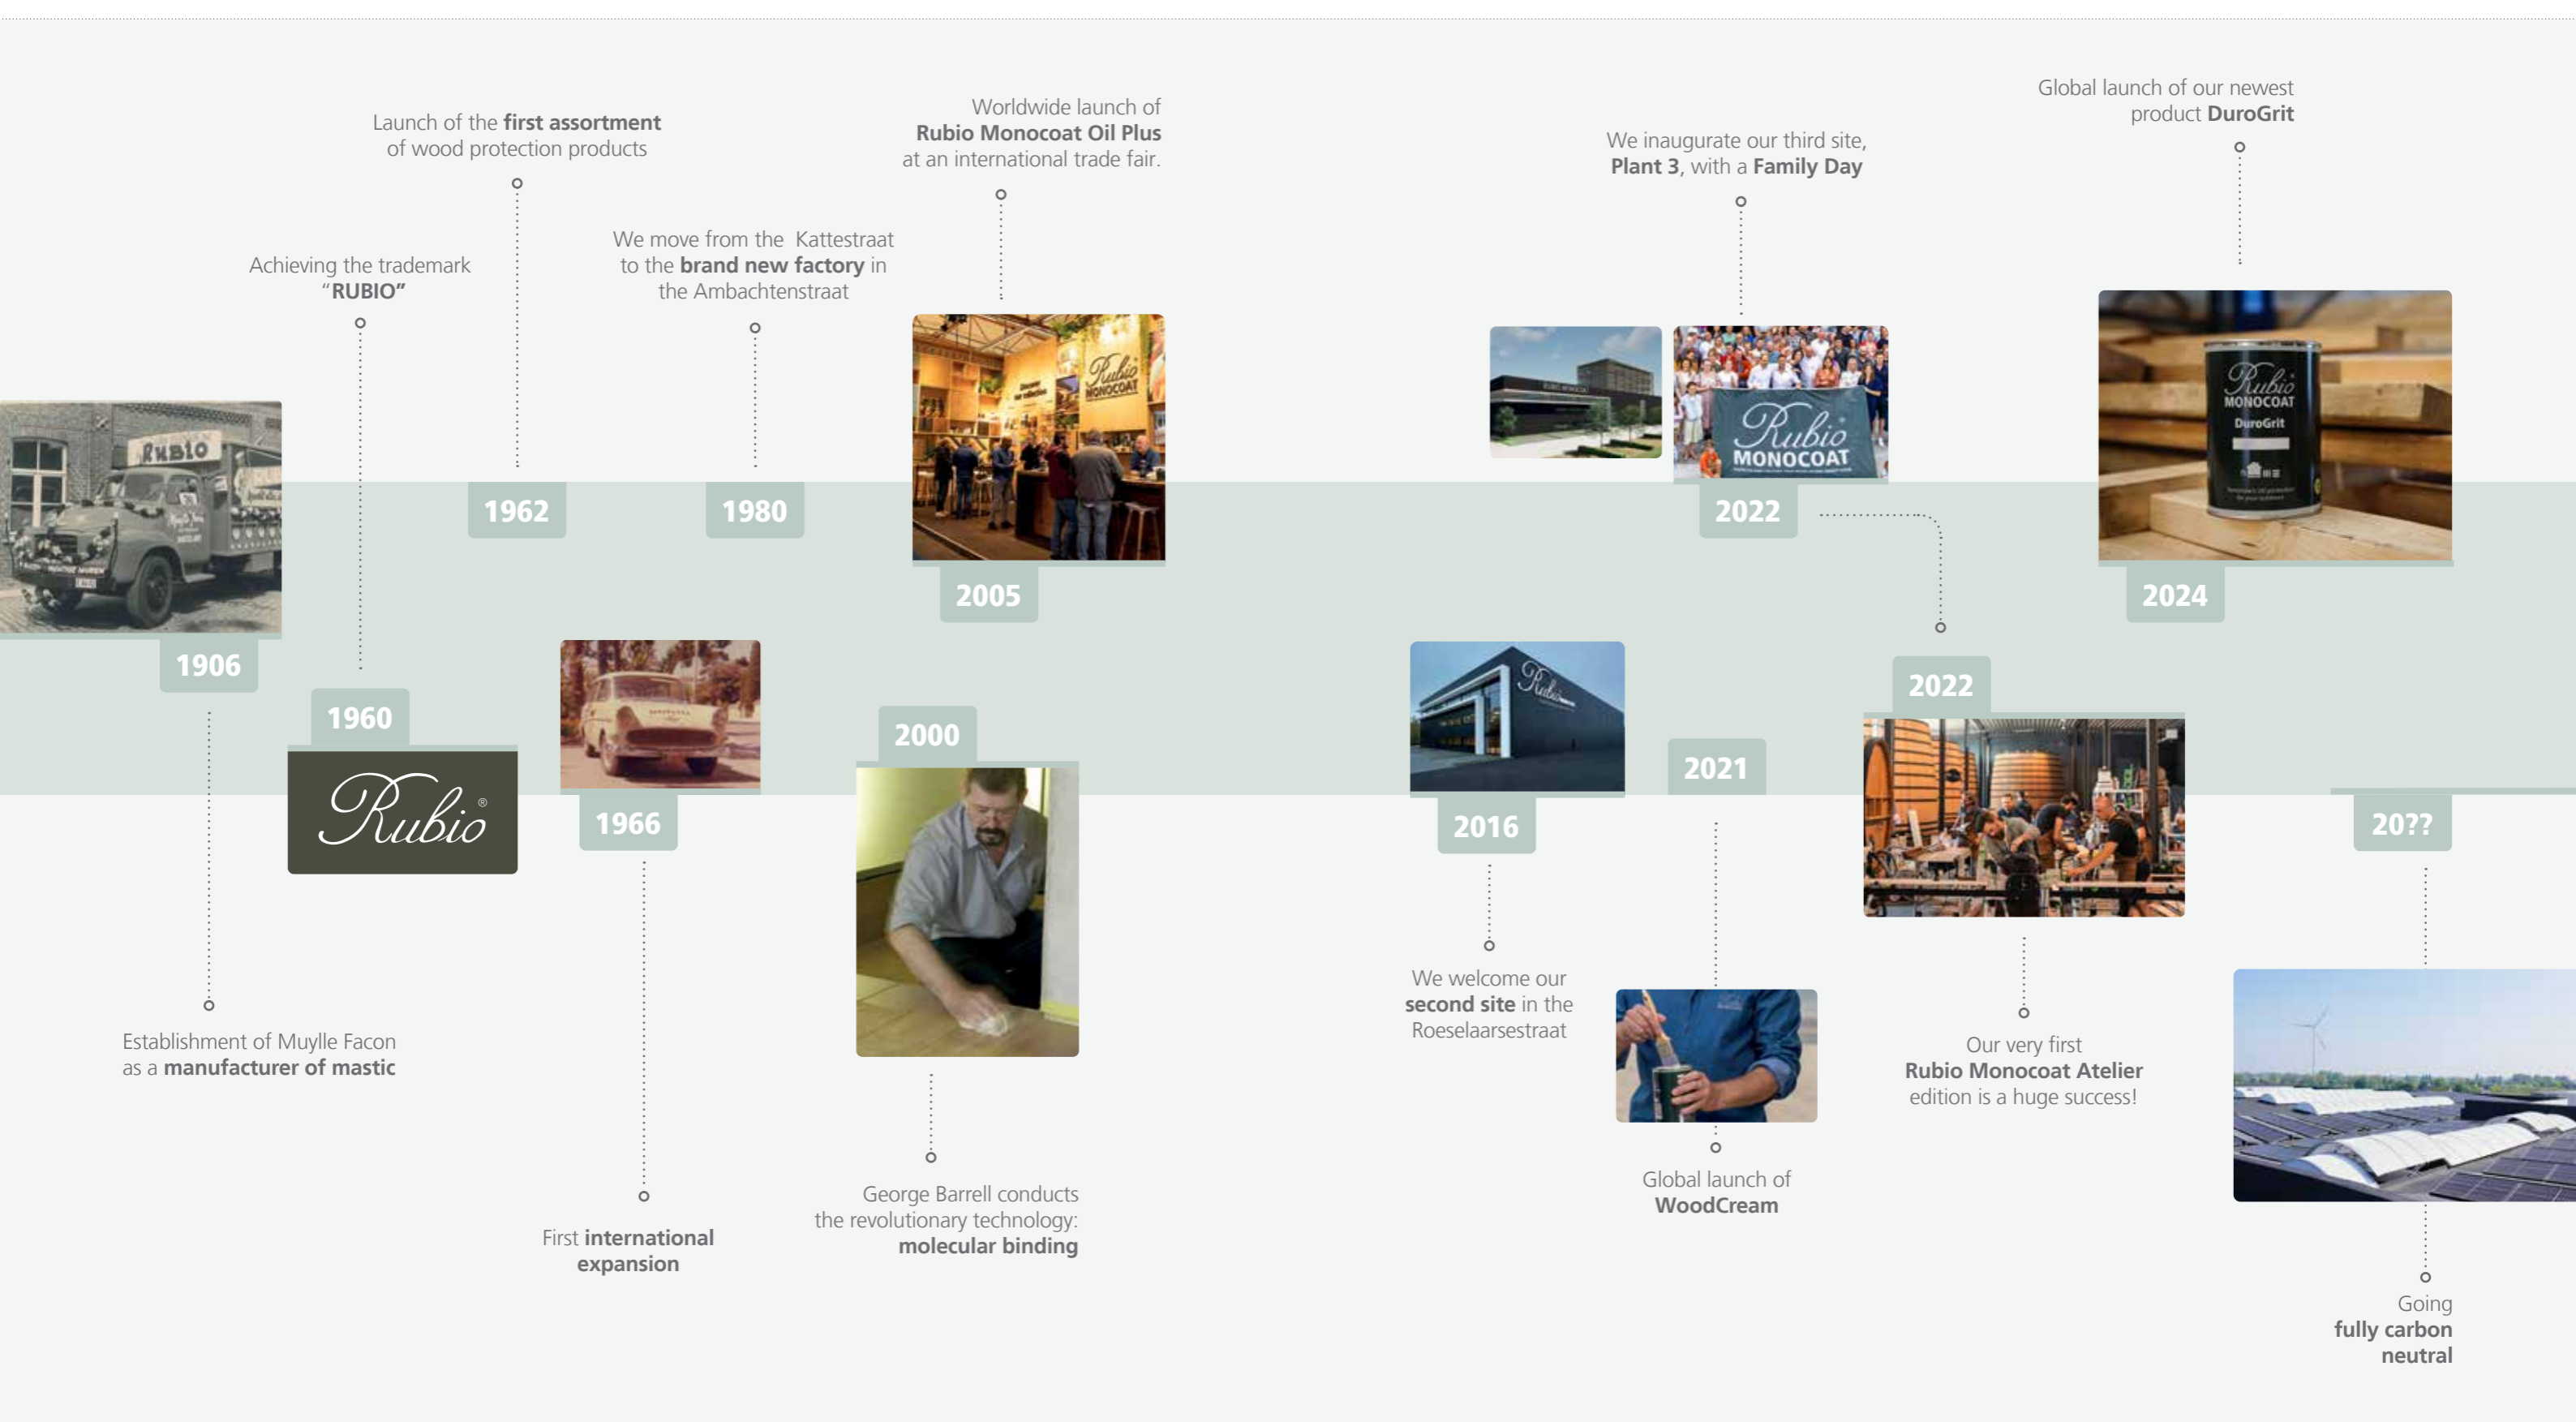 Global launch of our newest
product DuroGrit
Worldwide launch of
Rubio Monocoat Oil Plus
at an international trade fair.
Launch of the first assortment
of wood protection products
We inaugurate our third site,
Plant 3, with a Family Day
We move from the  Kattestraat
to the brand new factory in
the Ambachtenstraat
Achieving the trademark
“RUBIO”
Rubio
MONOCOAT
Rubio
MONOCOAT
DuroGrit
RUBIO MONOCOAT
Rubio
MONOCOAT
RUBIO
1962
1980
2022
2005
2024
1906
Rubio
2022
1960
2000
2021
1966
2016
20??
Rubio®
We welcome our
second site in the
Roeselaarsestraat
Establishment of Muylle Facon
as a manufacturer of mastic
Our very first
Rubio Monocoat Atelier
edition is a huge success!
Global launch of
WoodCream
George Barrell conducts
the revolutionary technology:
molecular binding
First international
expansion
Going
fully carbon
neutral